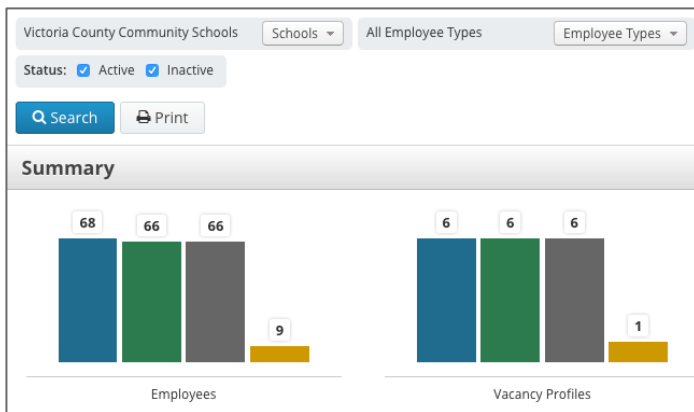 Victoria County Community Schools Schools All Employee Types Employee Types
Status: Active Inactive
Search Print
Summary
68 66 66 9 6 6 6 1
Employees Vacancy Profiles